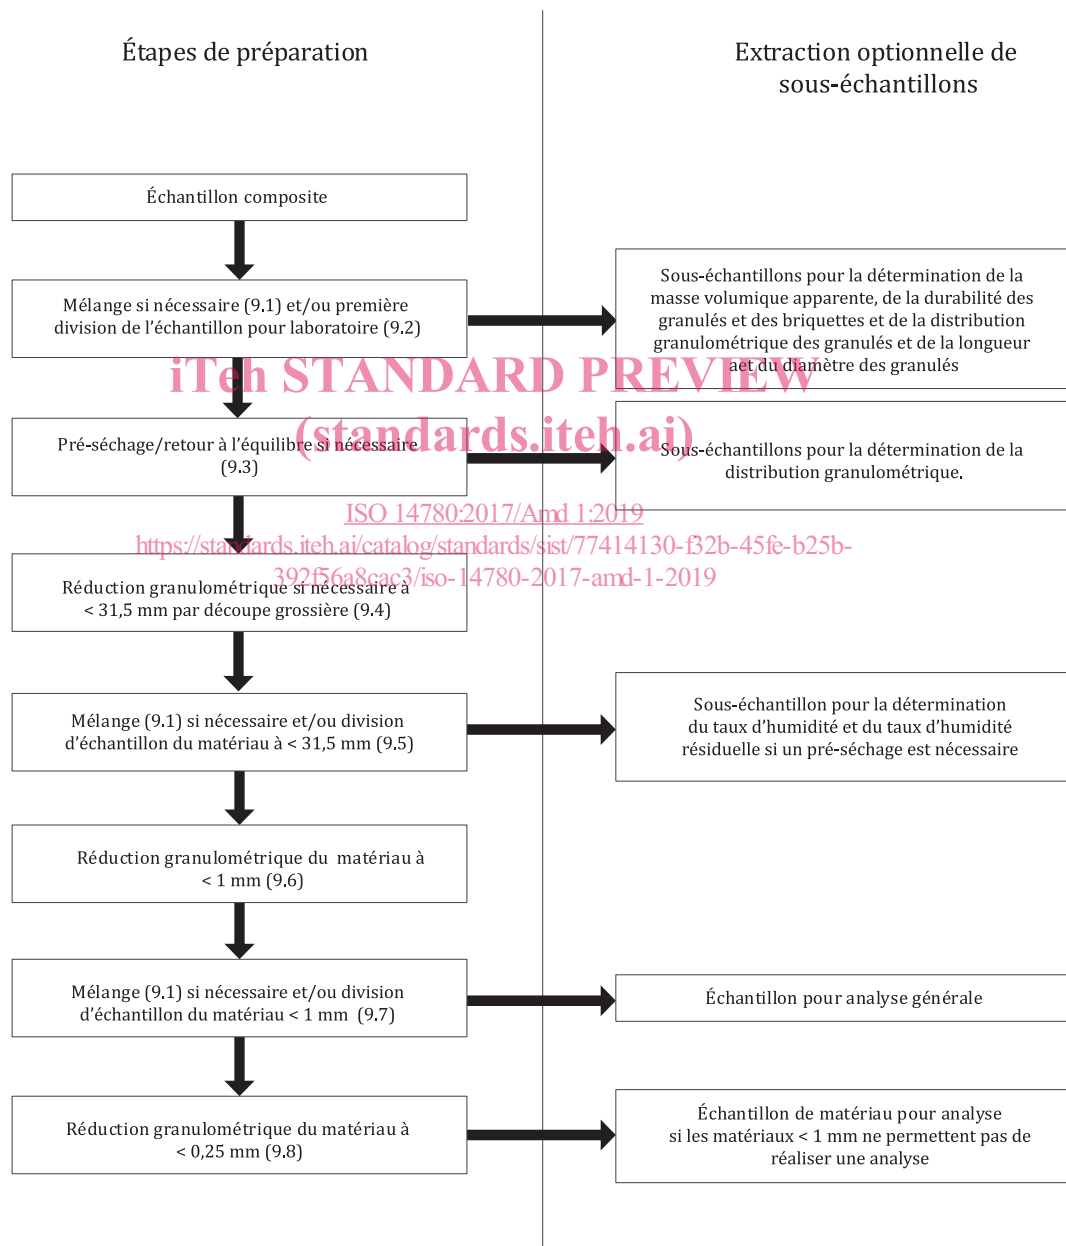 Étapes de préparation
Extraction optionnelle de
sous-échantillons
Échantillon composite
Mélange si nécessaire (9.1) et/ou première
division de l'échantillon pour laboratoire (9.2)
Sous-échantillons pour la détermination de la
masse volumique apparente, de la durabilité des
granulés et des briquettes et de la distribution
granulométrique des granulés et de la longueur
aet du diamètre des granulés
iTeh STANDARD PREVIEW
(standards.iteh.ai)
Pré-séchage/retour à l'équilibre si nécessaire
(9.3)
Sous-échantillons pour la détermination de la
distribution granulométrique.
ISO 14780:2017/Amd 1:2019
https://standards.iteh.ai/catalog/standards/sist/77414130-f32b-45fe-b25b-
392f56a8cac3/iso-14780-2017-amd-1-2019
Réduction granulométrique si nécessaire à
< 31,5 mm par découpe grossière (9.4)
Mélange (9.1) si nécessaire et/ou division
d'échantillon du matériau à < 31,5 mm (9.5)
Sous-échantillon pour la détermination
du taux d'humidité et du taux d'humidité
résiduelle si un pré-séchage est nécessaire
Réduction granulométrique du matériau à
< 1 mm (9.6)
Mélange (9.1) si nécessaire et/ou division
d'échantillon du matériau < 1 mm (9.7)
Échantillon pour analyse générale
Réduction granulométrique du matériau à
< 0,25 mm (9.8)
Échantillon de matériau pour analyse
si les matériaux < 1 mm ne permettent pas de
réaliser une analyse